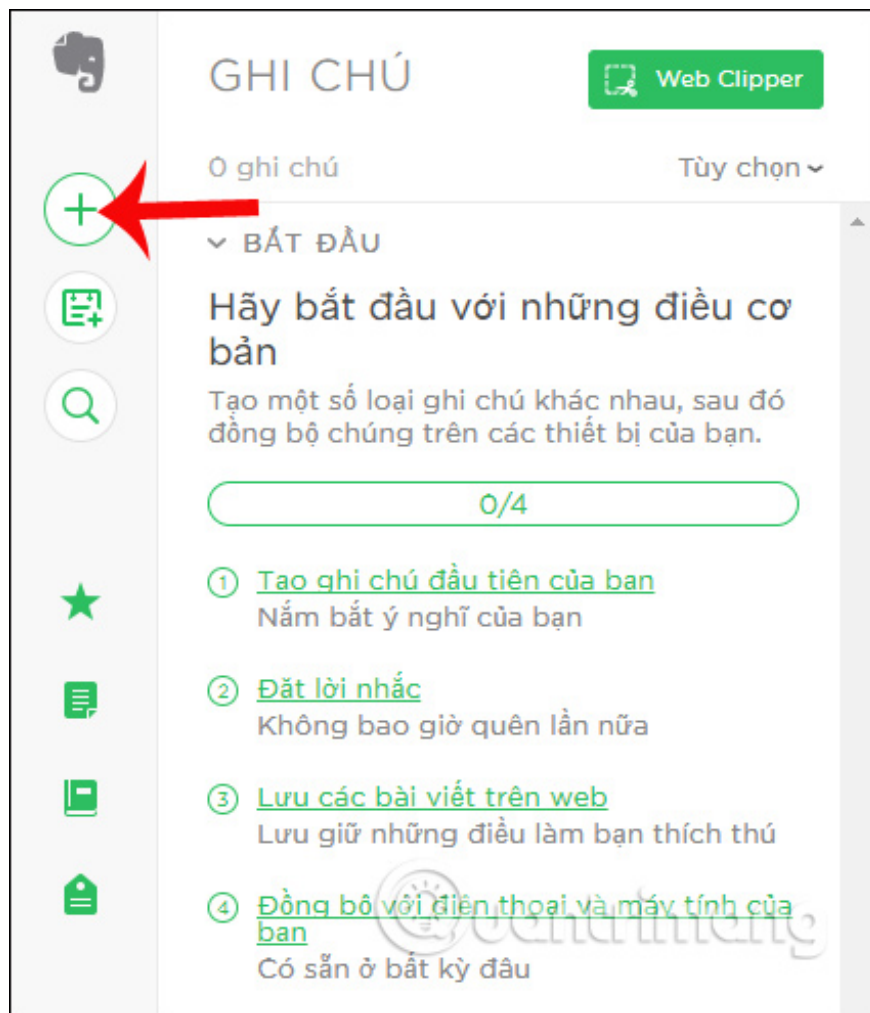 GHI CHÚ
Web Clipper
0 ghi chú
Tùy chọn
BẮT ĐẦU
Hãy bắt đầu với những điều cơ
bản
Tạo một số loại ghi chú khác nhau, sau đó
đồng bộ chúng trên các thiết bị của bạn.
0/4
1 Tạo ghi chú đầu tiên của bạn
Nắm bắt ý nghĩ của bạn
2 Đặt lời nhắc
Không bao giờ quên lần nữa
3 Lưu các bài viết trên web
Lưu giữ những điều làm bạn thích thú
4 Đồng bộ với điện thoại và máy tính của
bạn
Quantrimang
Có sẵn ở bất kỳ đâu